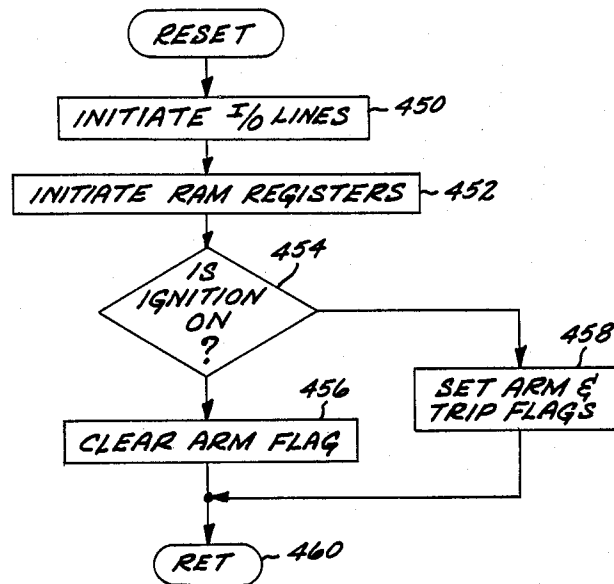 RESET
INITIATE I/O LINES
450
INITIATE RAM REGISTERS
452
454
IS
IGNITION
ON
?
458
SET ARM &
TRIP FLAGS
456
CLEAR ARM FLAG
RET
460